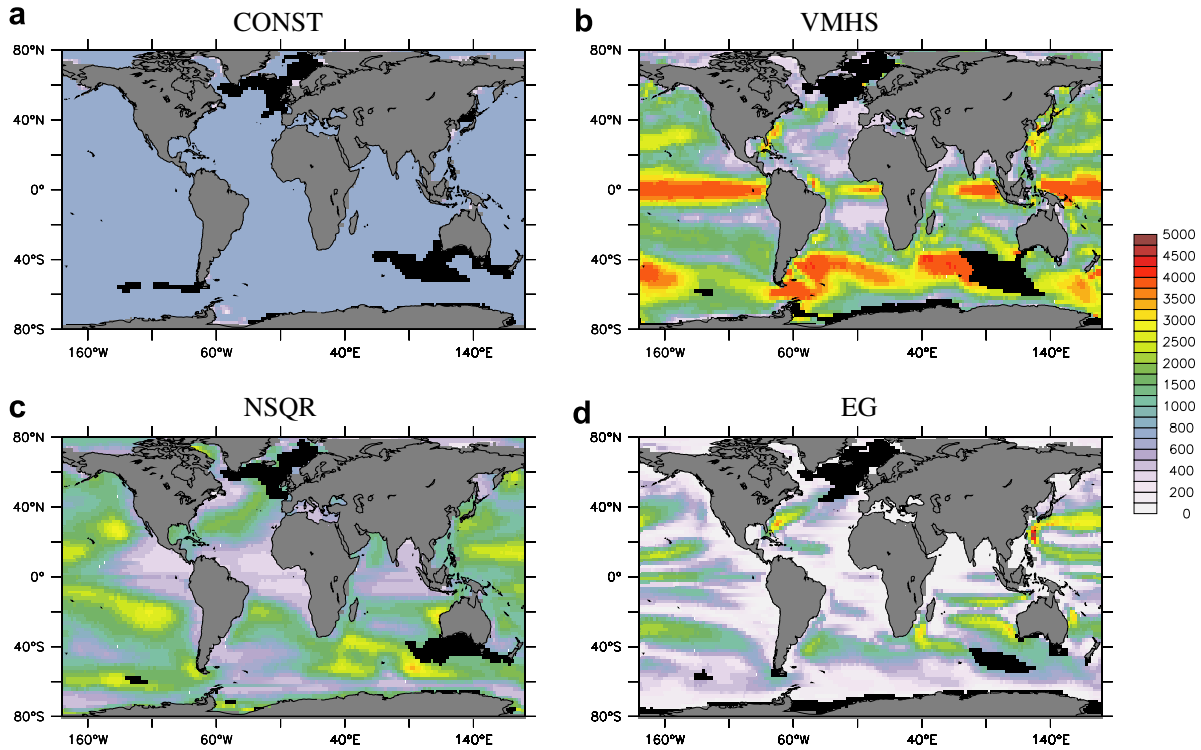 a
CONST
80°N
40°N
0°
40°S
80°S
160°W
60°W
40°E
140°E
b
VMHS
80°N
40°N
0°
40°S
80°S
160°W
60°W
40°E
140°E
5000
4500
4000
3500
3000
2500
2000
1500
1000
800
600
400
200
0
c
NSQR
80°N
40°N
0°
40°S
80°S
160°W
60°W
40°E
140°E
d
EG
80°N
40°N
0°
40°S
80°S
160°W
60°W
40°E
140°E